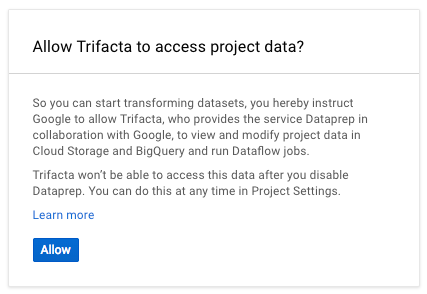 Allow Trifacta to access project data?
So you can start transforming datasets, you hereby instruct
Google to allow Trifacta, who provides the service Dataprep in
collaboration with Google, to view and modify project data in
Cloud Storage and BigQuery and run Dataflow jobs.
Trifacta won't be able to access this data after you disable
Dataprep. You can do this at any time in Project Settings.
Learn more
Allow